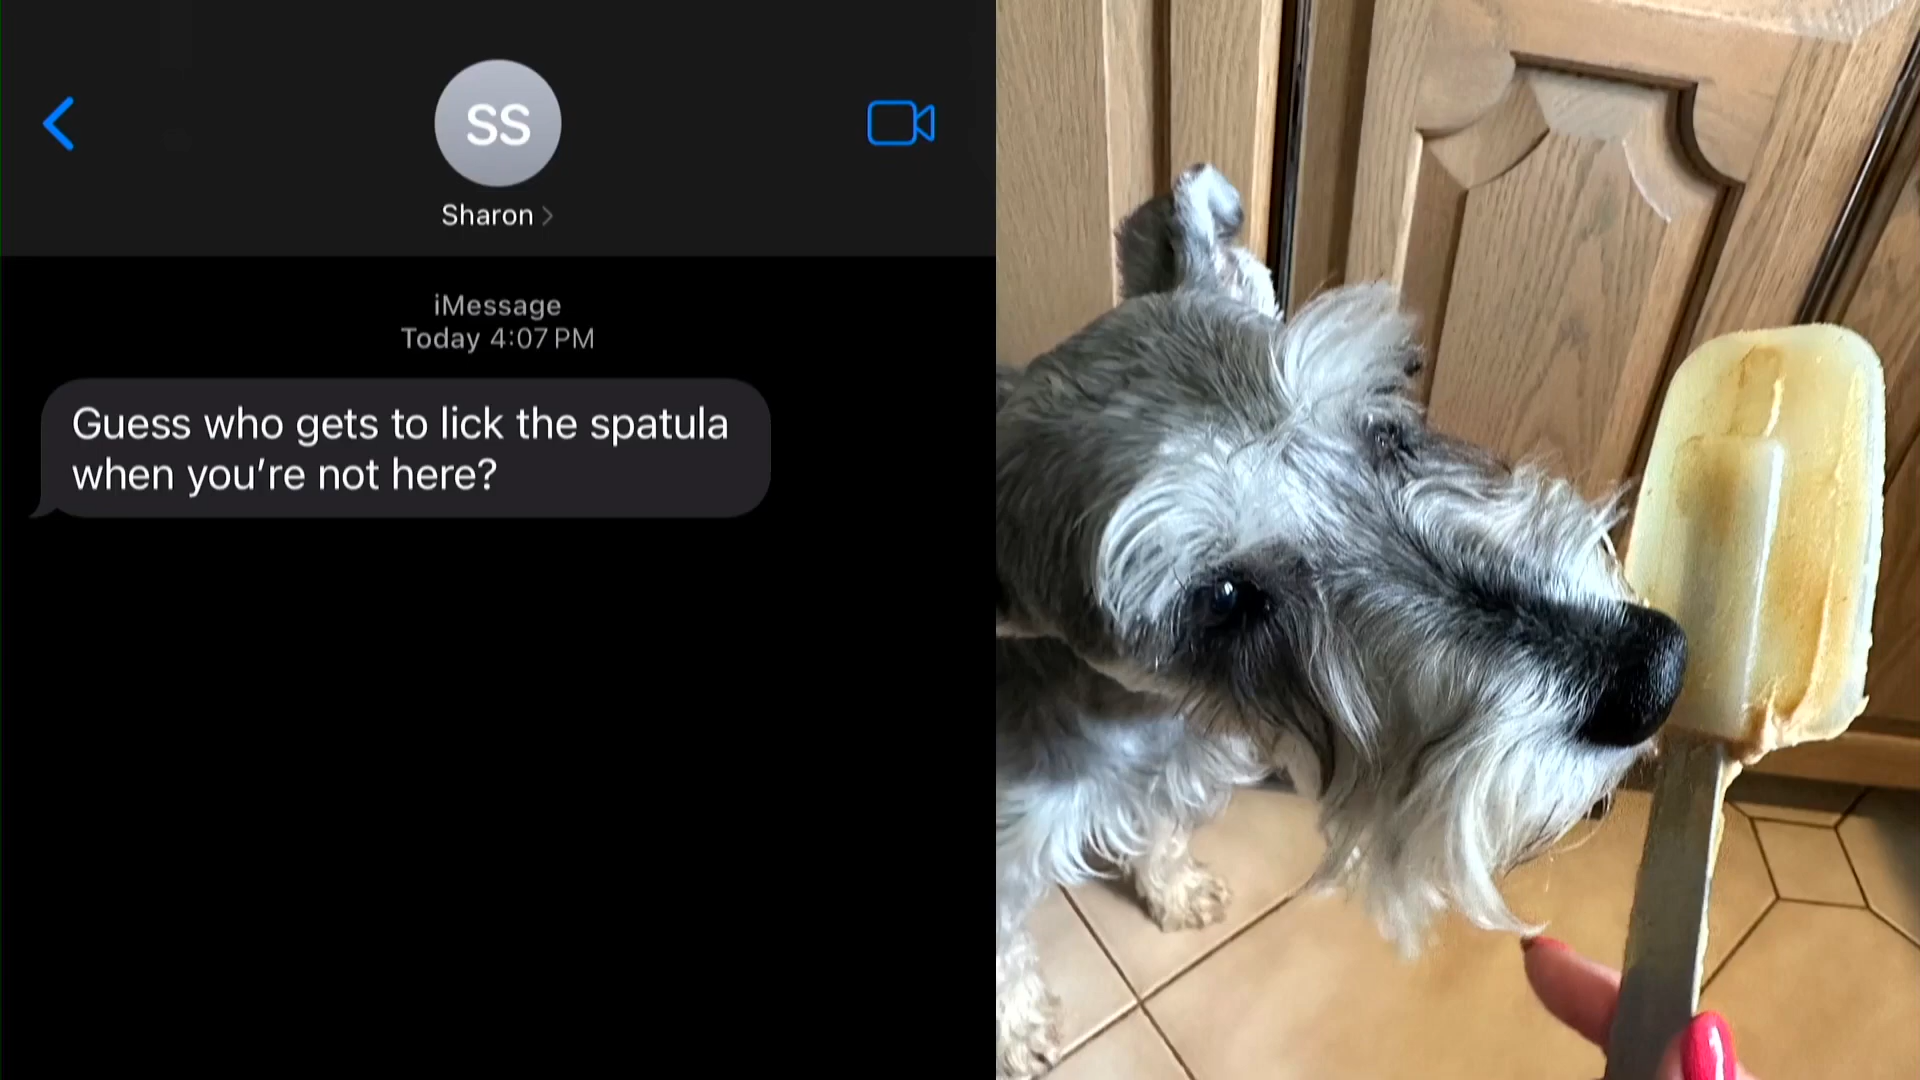 SS
Sharon
iMessage
Today 4:07 PM
Guess who gets to lick the spatula
when you’re not here?